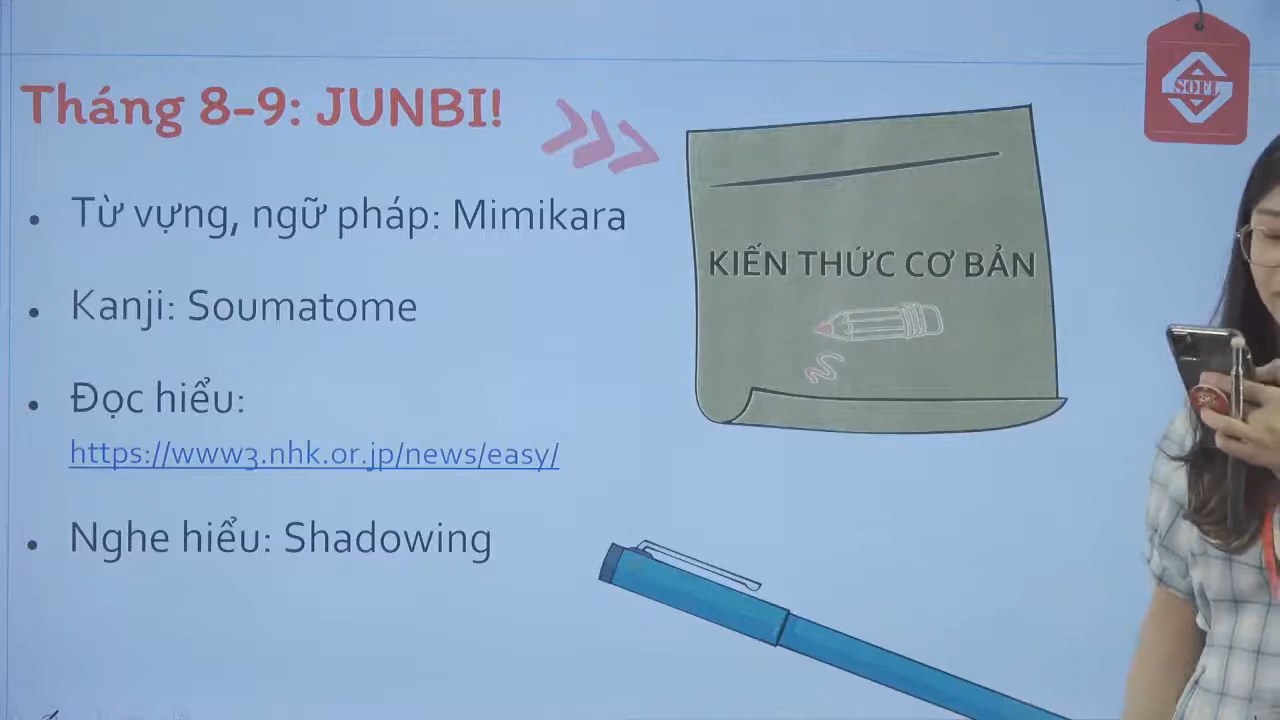 Tháng 8-9: JUNBI!
SOFL
Từ vựng, ngữ pháp: Mimikara
Kanji: Soumatome
Đọc hiểu:
https://www3.nhk.or.jp/news/easy/
Nghe hiểu: Shadowing
KIẾN THỨC CƠ BẢN